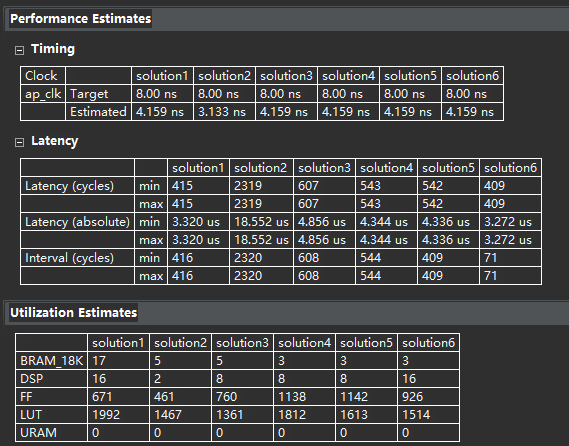 Performance Estimates
Timing
Clock solution1 solution2 solution3 solution4 solution5 solution6
ap_clk Target 8.00 ns 8.00 ns 8.00 ns 8.00 ns 8.00 ns 8.00 ns
Estimated 4.159 ns 3.133 ns 4.159 ns 4.159 ns 4.159 ns 4.159 ns
Latency
solution1 solution2 solution3 solution4 solution5 solution6
Latency (cycles) min 415 2319 607 543 542 409
max 415 2319 607 543 542 409
Latency (absolute) min 3.320 us 18.552 us 4.856 us 4.344 us 4.336 us 3.272 us
max 3.320 us 18.552 us 4.856 us 4.344 us 4.336 us 3.272 us
Interval (cycles) min 416 2320 608 544 409 71
max 416 2320 608 544 409 71
Utilization Estimates
solution1 solution2 solution3 solution4 solution5 solution6
BRAM_18K 17 5 5 3 3 3
DSP 16 2 8 8 8 16
FF 671 461 760 1138 1142 926
LUT 1992 1467 1361 1812 1613 1514
URAM 0 0 0 0 0 0